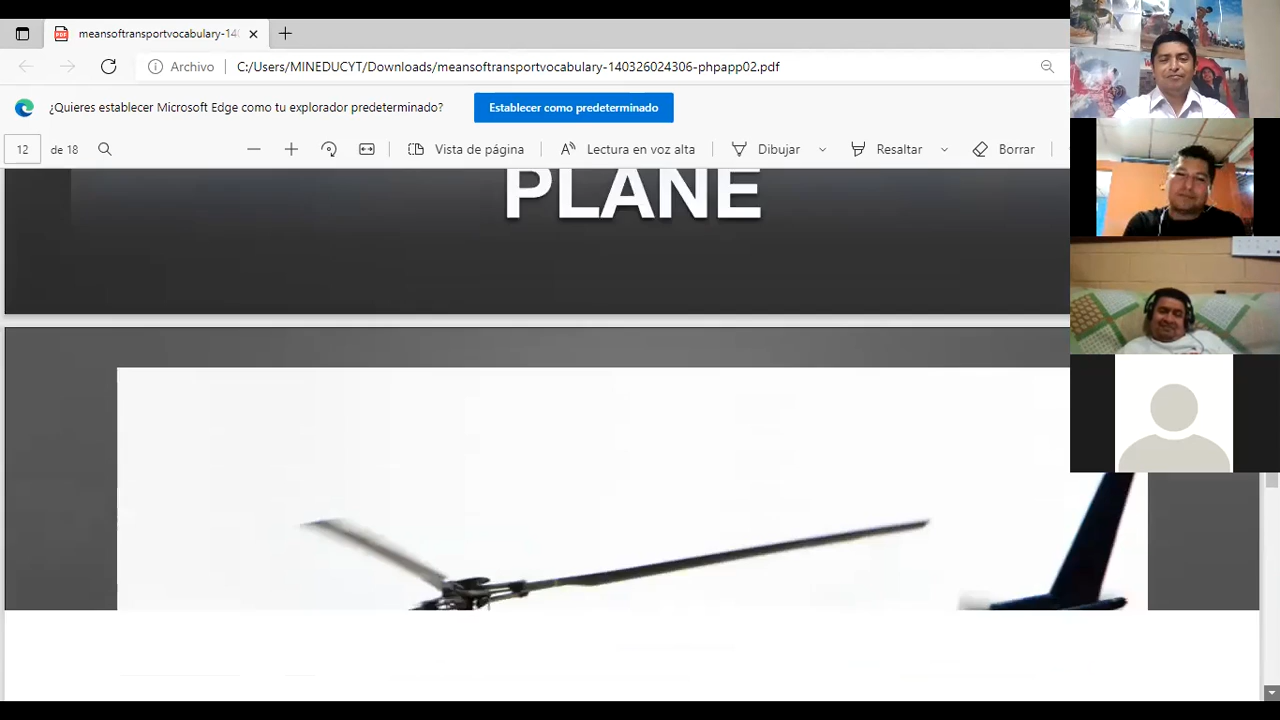 meansoftransportvocabulary-140
Archivo
C:/Users/MINEDUCYT/Downloads/meansoftransportvocabulary-140326024306-phpapp02.pdf
¿Quieres establecer Microsoft Edge como tu explorador predeterminado?
Establecer como predeterminado
12 de 18
Vista de página
Lectura en voz alta
Dibujar
Resaltar
Borrar
PLANE